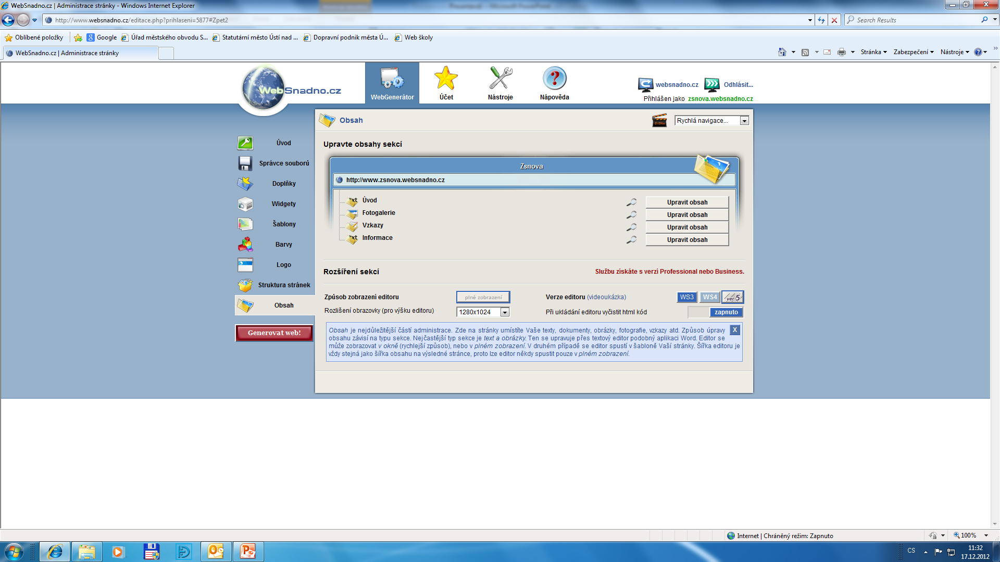 WebSnadno.cz | Administrace stránky - Windows Internet Explorer
http://www.websnadno.cz/editace.php?prihlaseni=5877#Zpet2
Search Results
Oblíbené položky
Google
Úřad městského obvodu S...
Statutární město Ústí nad ...
Dopravní podnik města Ú...
Web školy
WebSnadno.cz | Administrace stránky
Stránka
Zabezpečení
Nástroje
WebSnadno.cz
WebGenerátor
Účet
Nástroje
Nápověda
websnadno.cz
Odhlásit...
Přihlášen jako zsnova.websnadno.cz
Úvod
Správce souborů
Doplňky
Widgety
Šablony
Barvy
Logo
Struktura stránek
Obsah
Generovat web!
Obsah
Rychlá navigace...
Upravte obsahy sekcí
Zsnova
http://www.zsnova.websnadno.cz
txt Úvod
Upravit obsah
Fotogalerie
Upravit obsah
Vzkazy
Upravit obsah
txt Informace
Upravit obsah
Rozšíření sekcí
Službu získáte s verzí Professional nebo Business.
Způsob zobrazení editoru
plné zobrazení
Verze editoru (videoukázka)
WS3
WS4
ver.5
Rozlišení obrazovky (pro výšku editoru)
1280x1024
Při ukládání editoru vyčistit html kód
zapnuto
Obsah je nejdůležitější částí administrace. Zde na stránky umístíte Vaše texty, dokumenty, obrázky, fotografie, vzkazy atd. Způsob úpravy
X
obsahu závisí na typu sekce. Nejčastější typ sekce je text a obrázky. Ten se upravuje přes textový editor podobný aplikaci Word. Editor se
může zobrazovat v okně (rychlejší způsob), nebo v plném zobrazení. V druhém případě se editor spustí v šabloně Vaší stránky. Šířka editoru je
vždy stejná jako šířka obsahu na výsledné stránce, proto lze editor někdy spustit pouze v plném zobrazení.
Internet | Chráněný režim: Zapnuto
100%
CS
11:32
17.12.2012